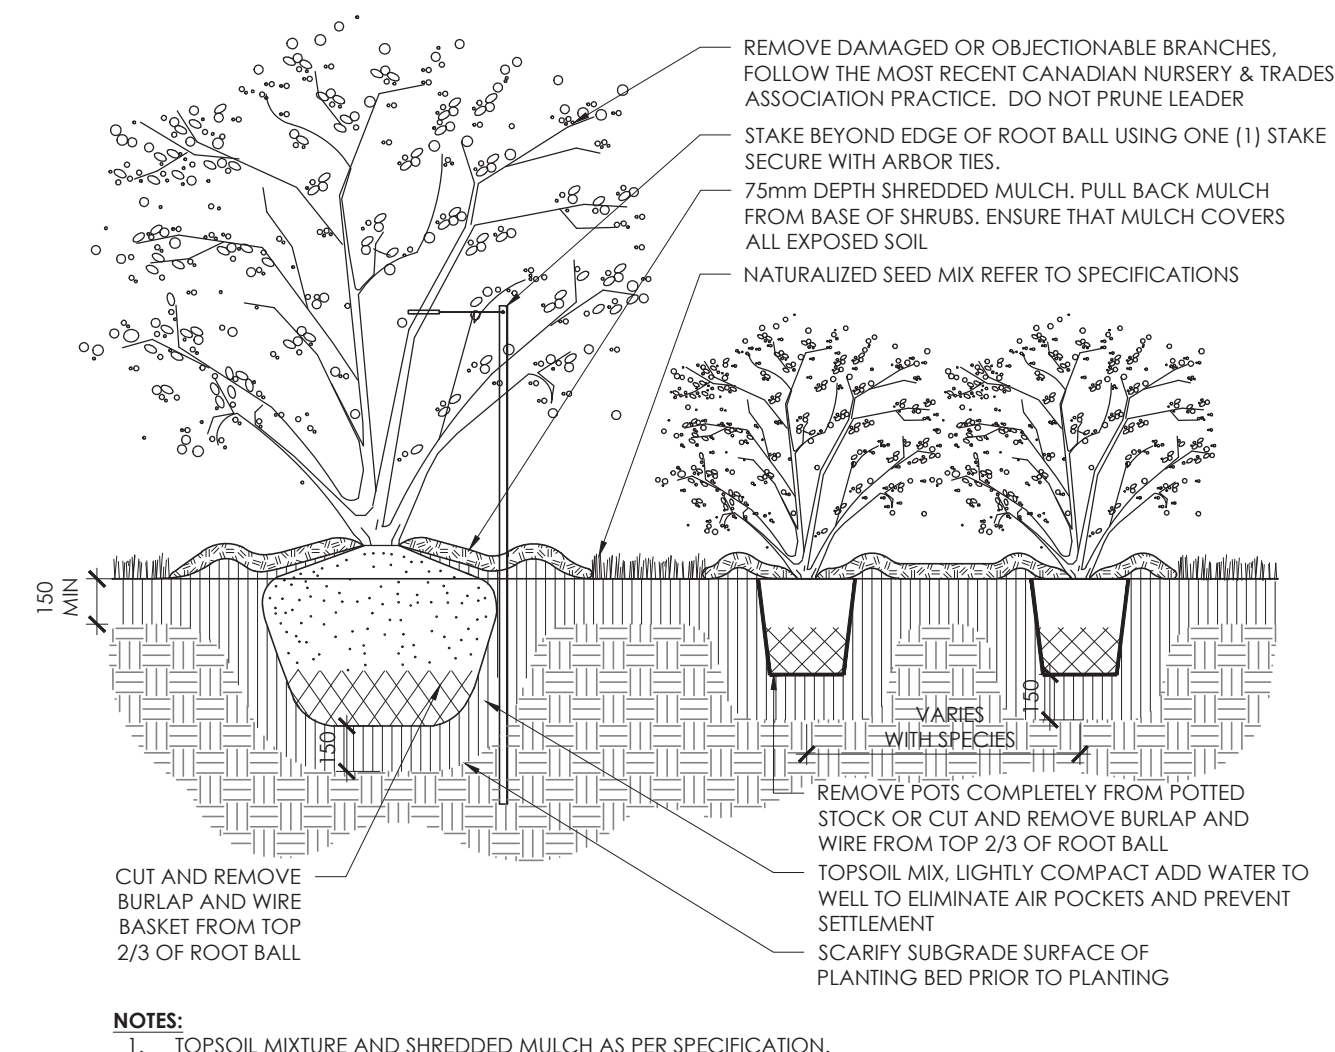 REMOVE DAMAGED OR OBJECTIONABLE BRANCHES,
FOLLOW THE MOST RECENT CANADIAN NURSERY & TRADES
ASSOCIATION PRACTICE. DO NOT PRUNE LEADER
STAKE BEYOND EDGE OF ROOT BALL USING ONE (1) STAKE
SECURE WITH ARBOR TIES.
75mm DEPTH SHREDDED MULCH. PULL BACK MULCH
FROM BASE OF SHRUBS. ENSURE THAT MULCH COVERS
ALL EXPOSED SOIL
NATURALIZED SEED MIX REFER TO SPECIFICATIONS
150
MIN
150
150
VARIES
WITH SPECIES
REMOVE POTS COMPLETELY FROM POTTED
STOCK OR CUT AND REMOVE BURLAP AND
WIRE FROM TOP 2/3 OF ROOT BALL
TOPSOIL MIX, LIGHTLY COMPACT ADD WATER TO
WELL TO ELIMINATE AIR POCKETS AND PREVENT
SETTLEMENT
SCARIFY SUBGRADE SURFACE OF
PLANTING BED PRIOR TO PLANTING
CUT AND REMOVE
BURLAP AND WIRE
BASKET FROM TOP
2/3 OF ROOT BALL
NOTES:
1. TOPSOIL MIXTURE AND SHREDDED MULCH AS PER SPECIFICATION.